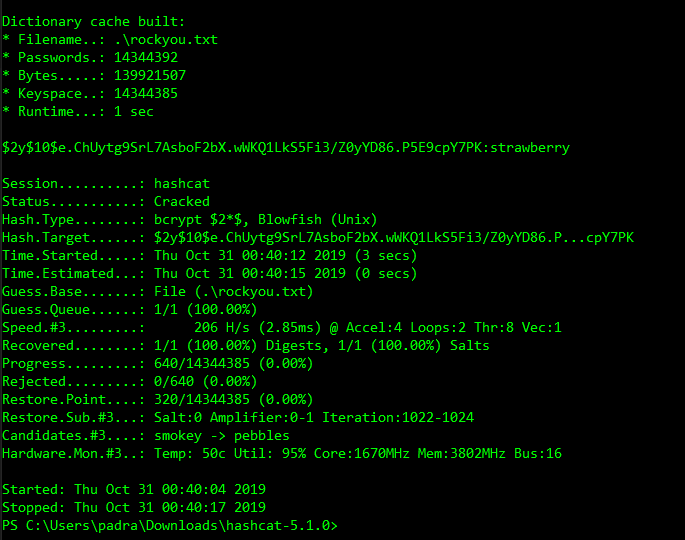 Dictionary cache built:
* Filename..: .\rockyou.txt
* Passwords.: 14344392
* Bytes.....: 139921507
* Keyspace..: 14344385
* Runtime...: 1 sec
$2y$10$e.ChUytg9SrL7AsboF2bX.wWKQ1LkS5Fi3/Z0yYD86.P5E9cpY7PK:strawberry
Session..........: hashcat
Status...........: Cracked
Hash.Type........: bcrypt $2*$, Blowfish (Unix)
Hash.Target......: $2y$10$e.ChUytg9SrL7AsboF2bX.wWKQ1LkS5Fi3/Z0yYD86.P...cpY7PK
Time.Started.....: Thu Oct 31 00:40:12 2019 (3 secs)
Time.Estimated...: Thu Oct 31 00:40:15 2019 (0 secs)
Guess.Base.......: File (.\rockyou.txt)
Guess.Queue......: 1/1 (100.00%)
Speed.#3.........:      206 H/s (2.85ms) @ Accel:4 Loops:2 Thr:8 Vec:1
Recovered........: 1/1 (100.00%) Digests, 1/1 (100.00%) Salts
Progress.........: 640/14344385 (0.00%)
Rejected.........: 0/640 (0.00%)
Restore.Point....: 320/14344385 (0.00%)
Restore.Sub.#3...: Salt:0 Amplifier:0-1 Iteration:1022-1024
Candidates.#3....: smokey -> pebbles
Hardware.Mon.#3..: Temp: 50c Util: 95% Core:1670MHz Mem:3802MHz Bus:16
Started: Thu Oct 31 00:40:04 2019
Stopped: Thu Oct 31 00:40:17 2019
PS C:\Users\padra\Downloads\hashcat-5.1.0>